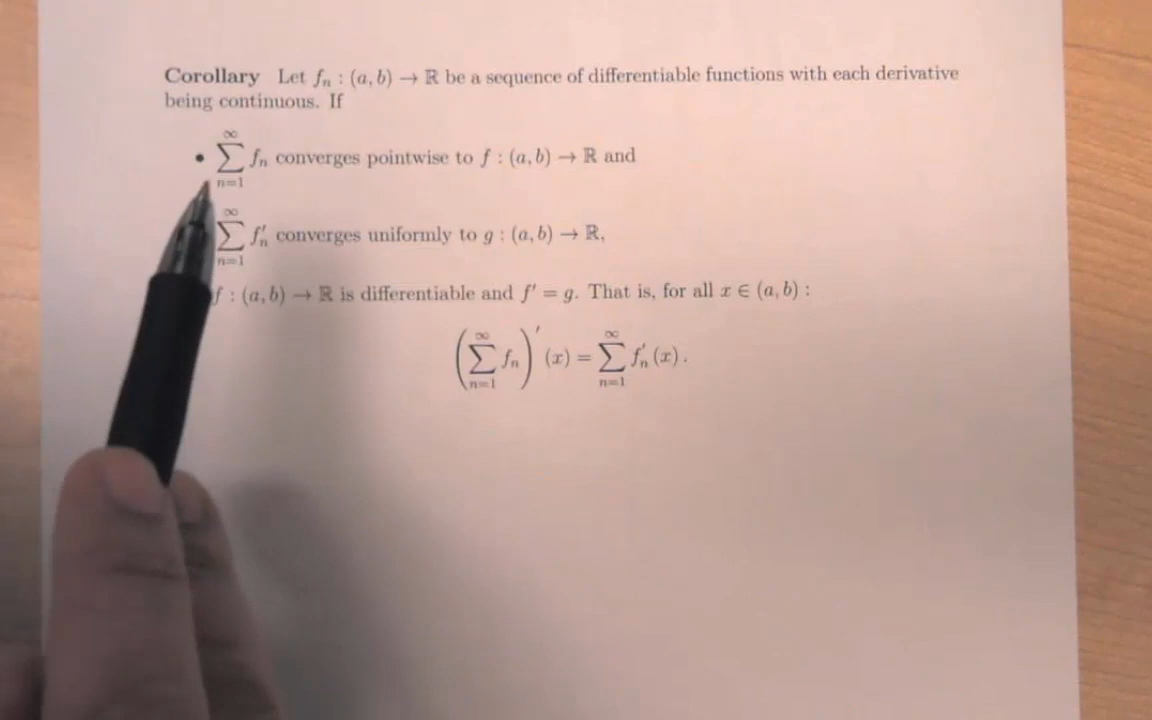 Corollary Let fₙ : (a, b) → ℝ be a sequence of differentiable functions with each derivative
being continuous. If
• ∑_{n=1}^{∞} fₙ converges pointwise to f : (a, b) → ℝ and
∑_{n=1}^{∞} f′ₙ converges uniformly to g : (a, b) → ℝ,
f : (a, b) → ℝ is differentiable and f′ = g. That is, for all x ∈ (a, b) :
(∑_{n=1}^{∞} fₙ)′ (x) = ∑_{n=1}^{∞} f′ₙ (x) .